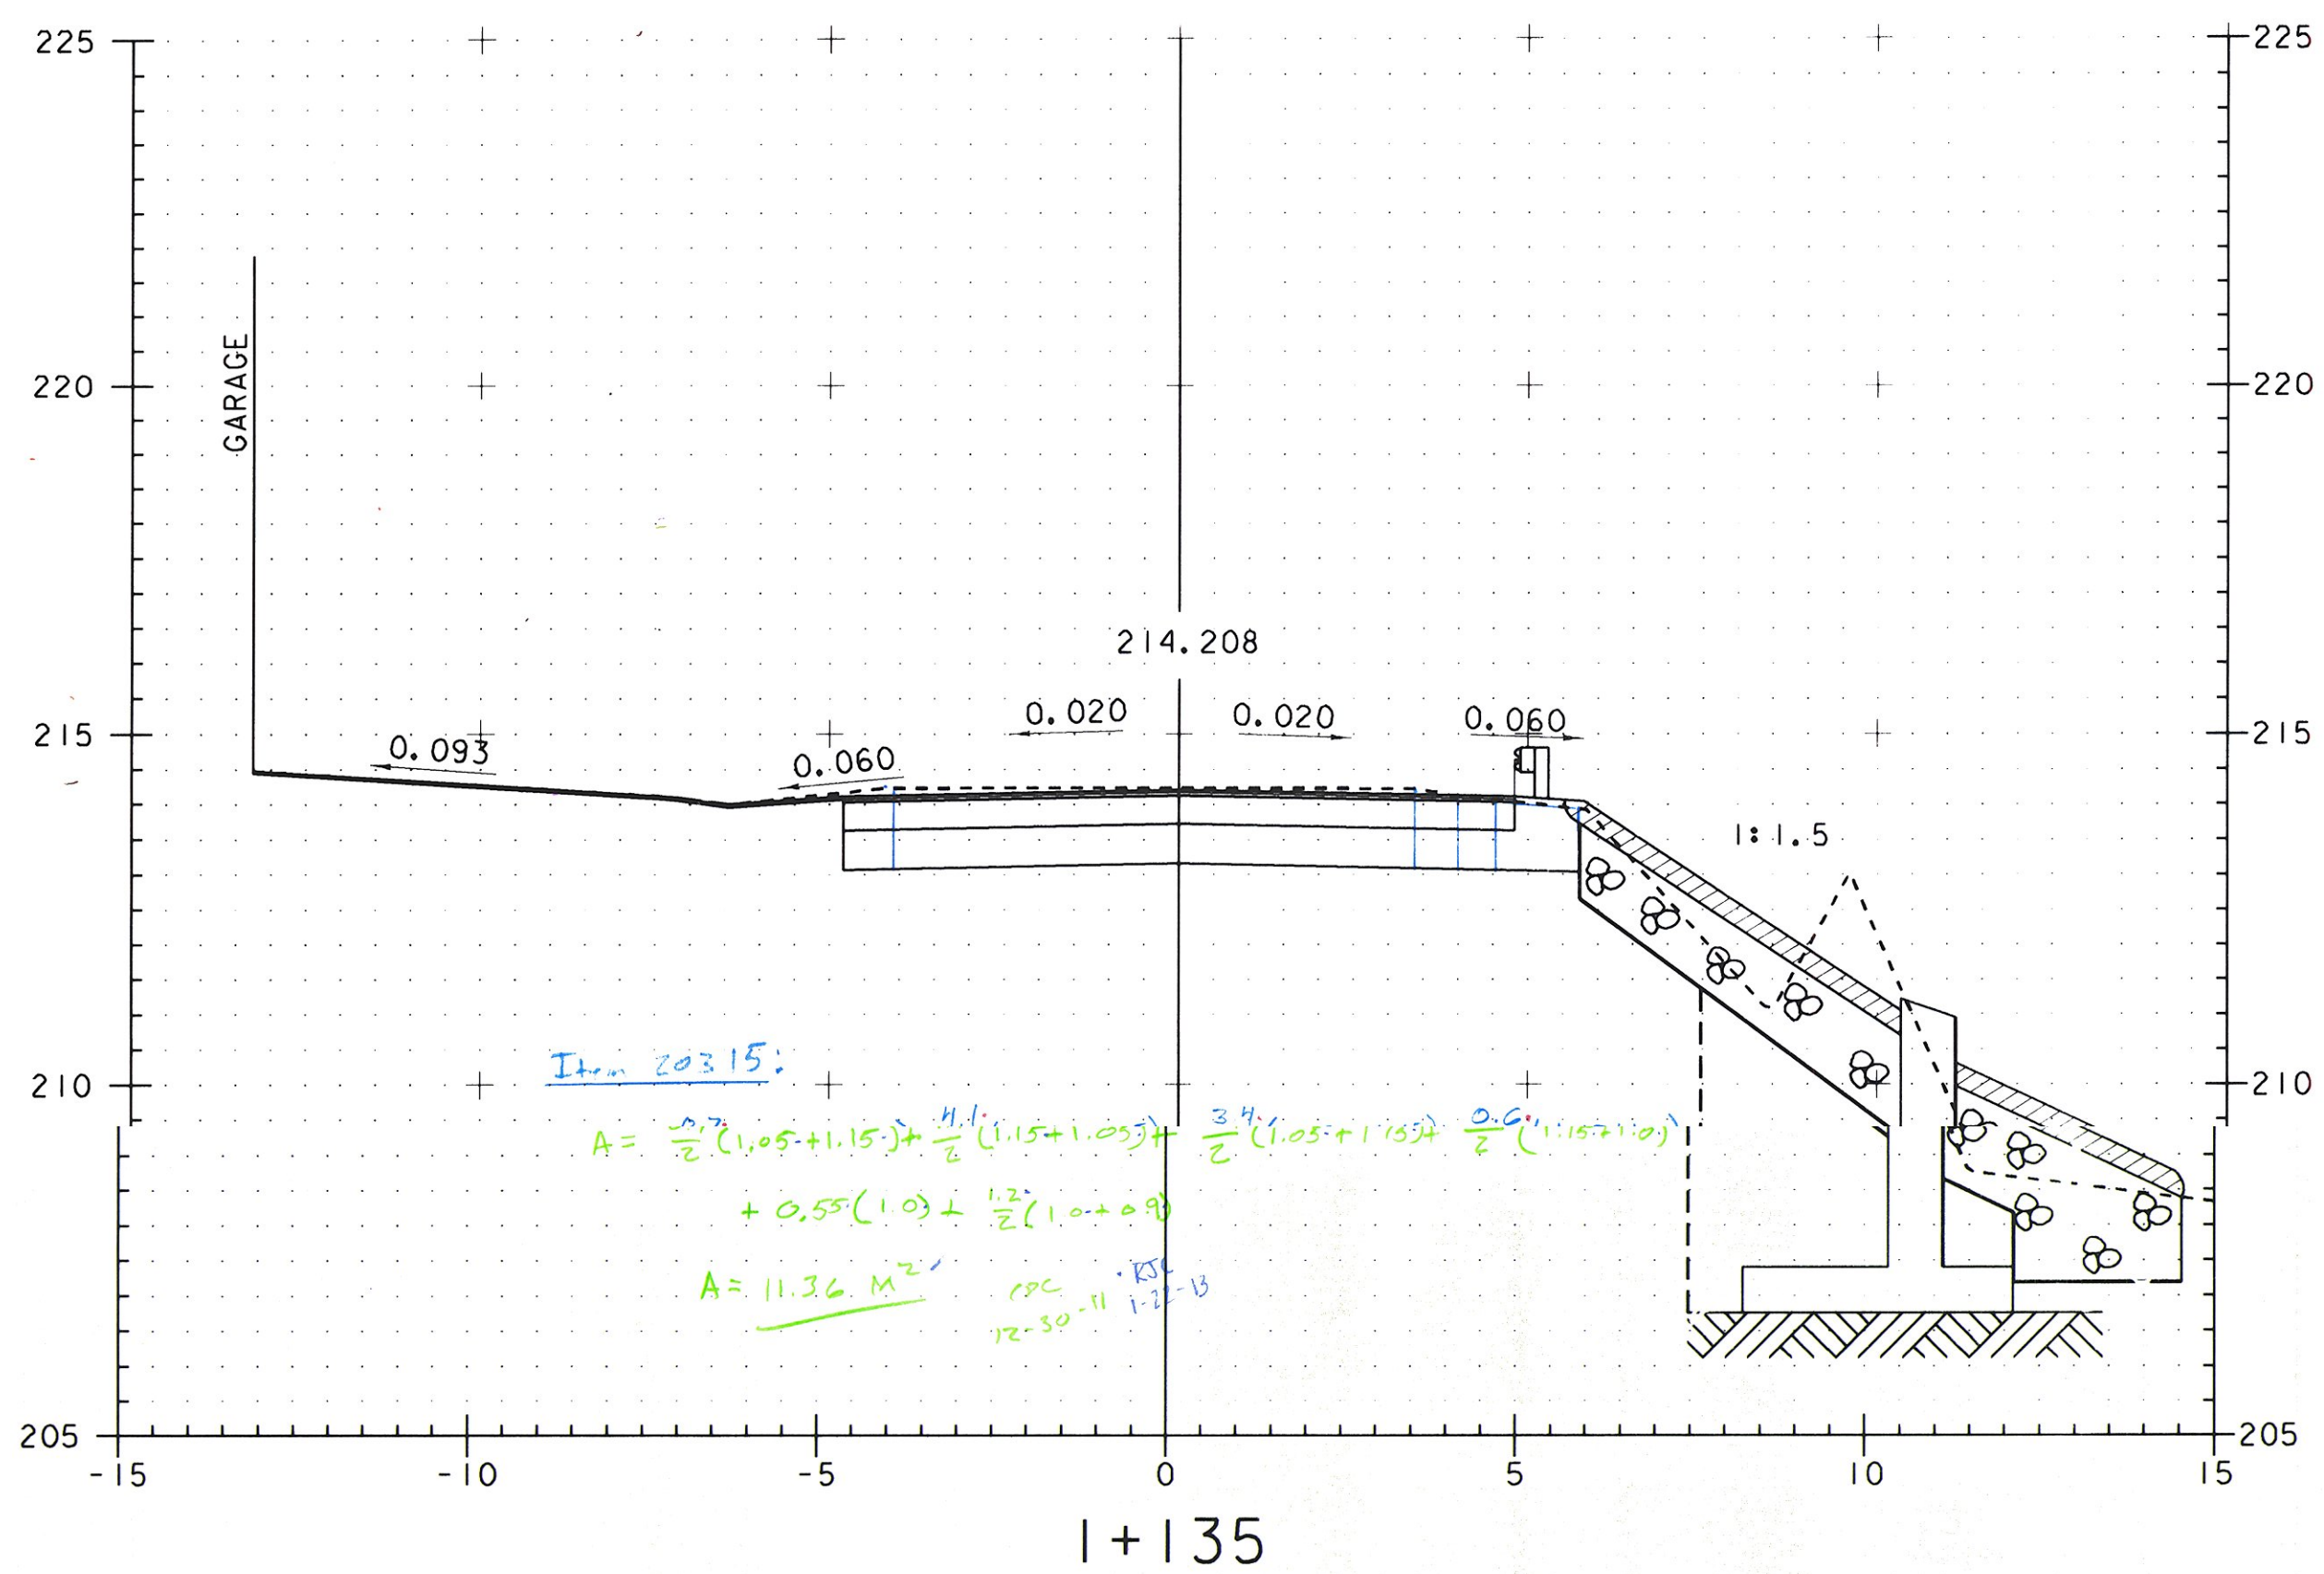 225 225
GARAGE
220 220
214.208
215 0.093 0.060 0.020 0.020 0.060 215
1:1.5
Item 20315:
210 210
A = 0.7/2 (1.05+1.15) + 4.1/2 (1.15+1.05) + 3.4/2 (1.05+1.15) + 0.6/2 (1.15+1.0)
+ 0.55(1.0) + 1.2/2 (1.0+0.9)
A = 11.36 M²
CDC
12-30-11
RJC
1-22-13
205 205
-15 -10 -5 0 5 10 15
1+135